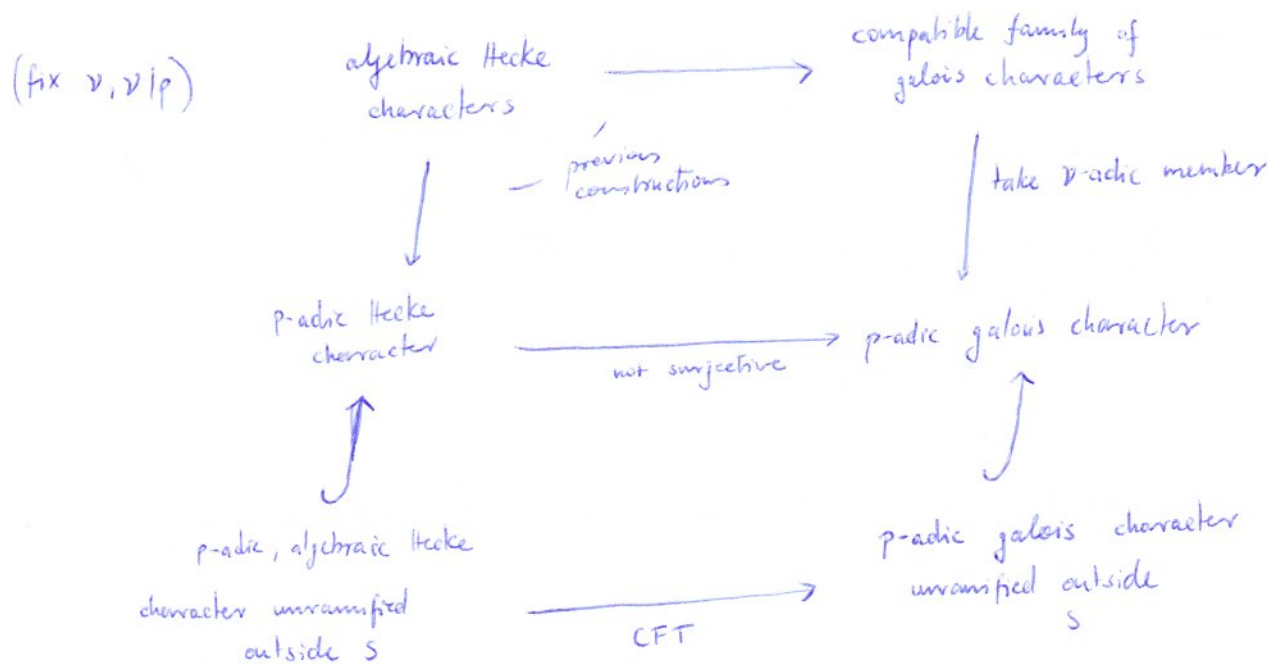 (fix ν, ν|p)
algebraic Hecke
characters
compatible family of
galois characters
previous
constructions
take ν-adic member
p-adic Hecke
character
not surjective
p-adic galois character
p-adic, algebraic Hecke
character unramified
outside S
CFT
p-adic galois character
unramified outside
S